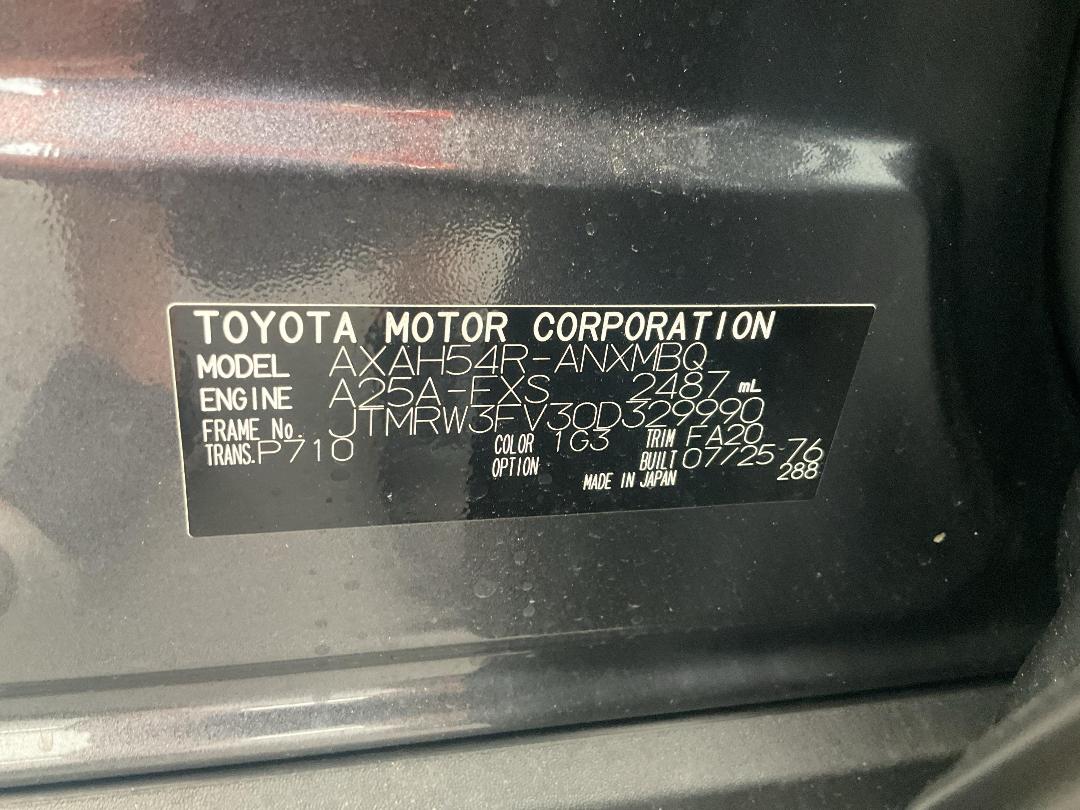 TOYOTA MOTOR CORPORATION
MODEL AXAH54R-ANXMBQ
ENGINE A25A-FXS 2487 mL
FRAME No. JTMRW3FV30D329990
TRANS. P710 COLOR 1G3 TRIM FA20
OPTION BUILT 07/25-76
MADE IN JAPAN 288